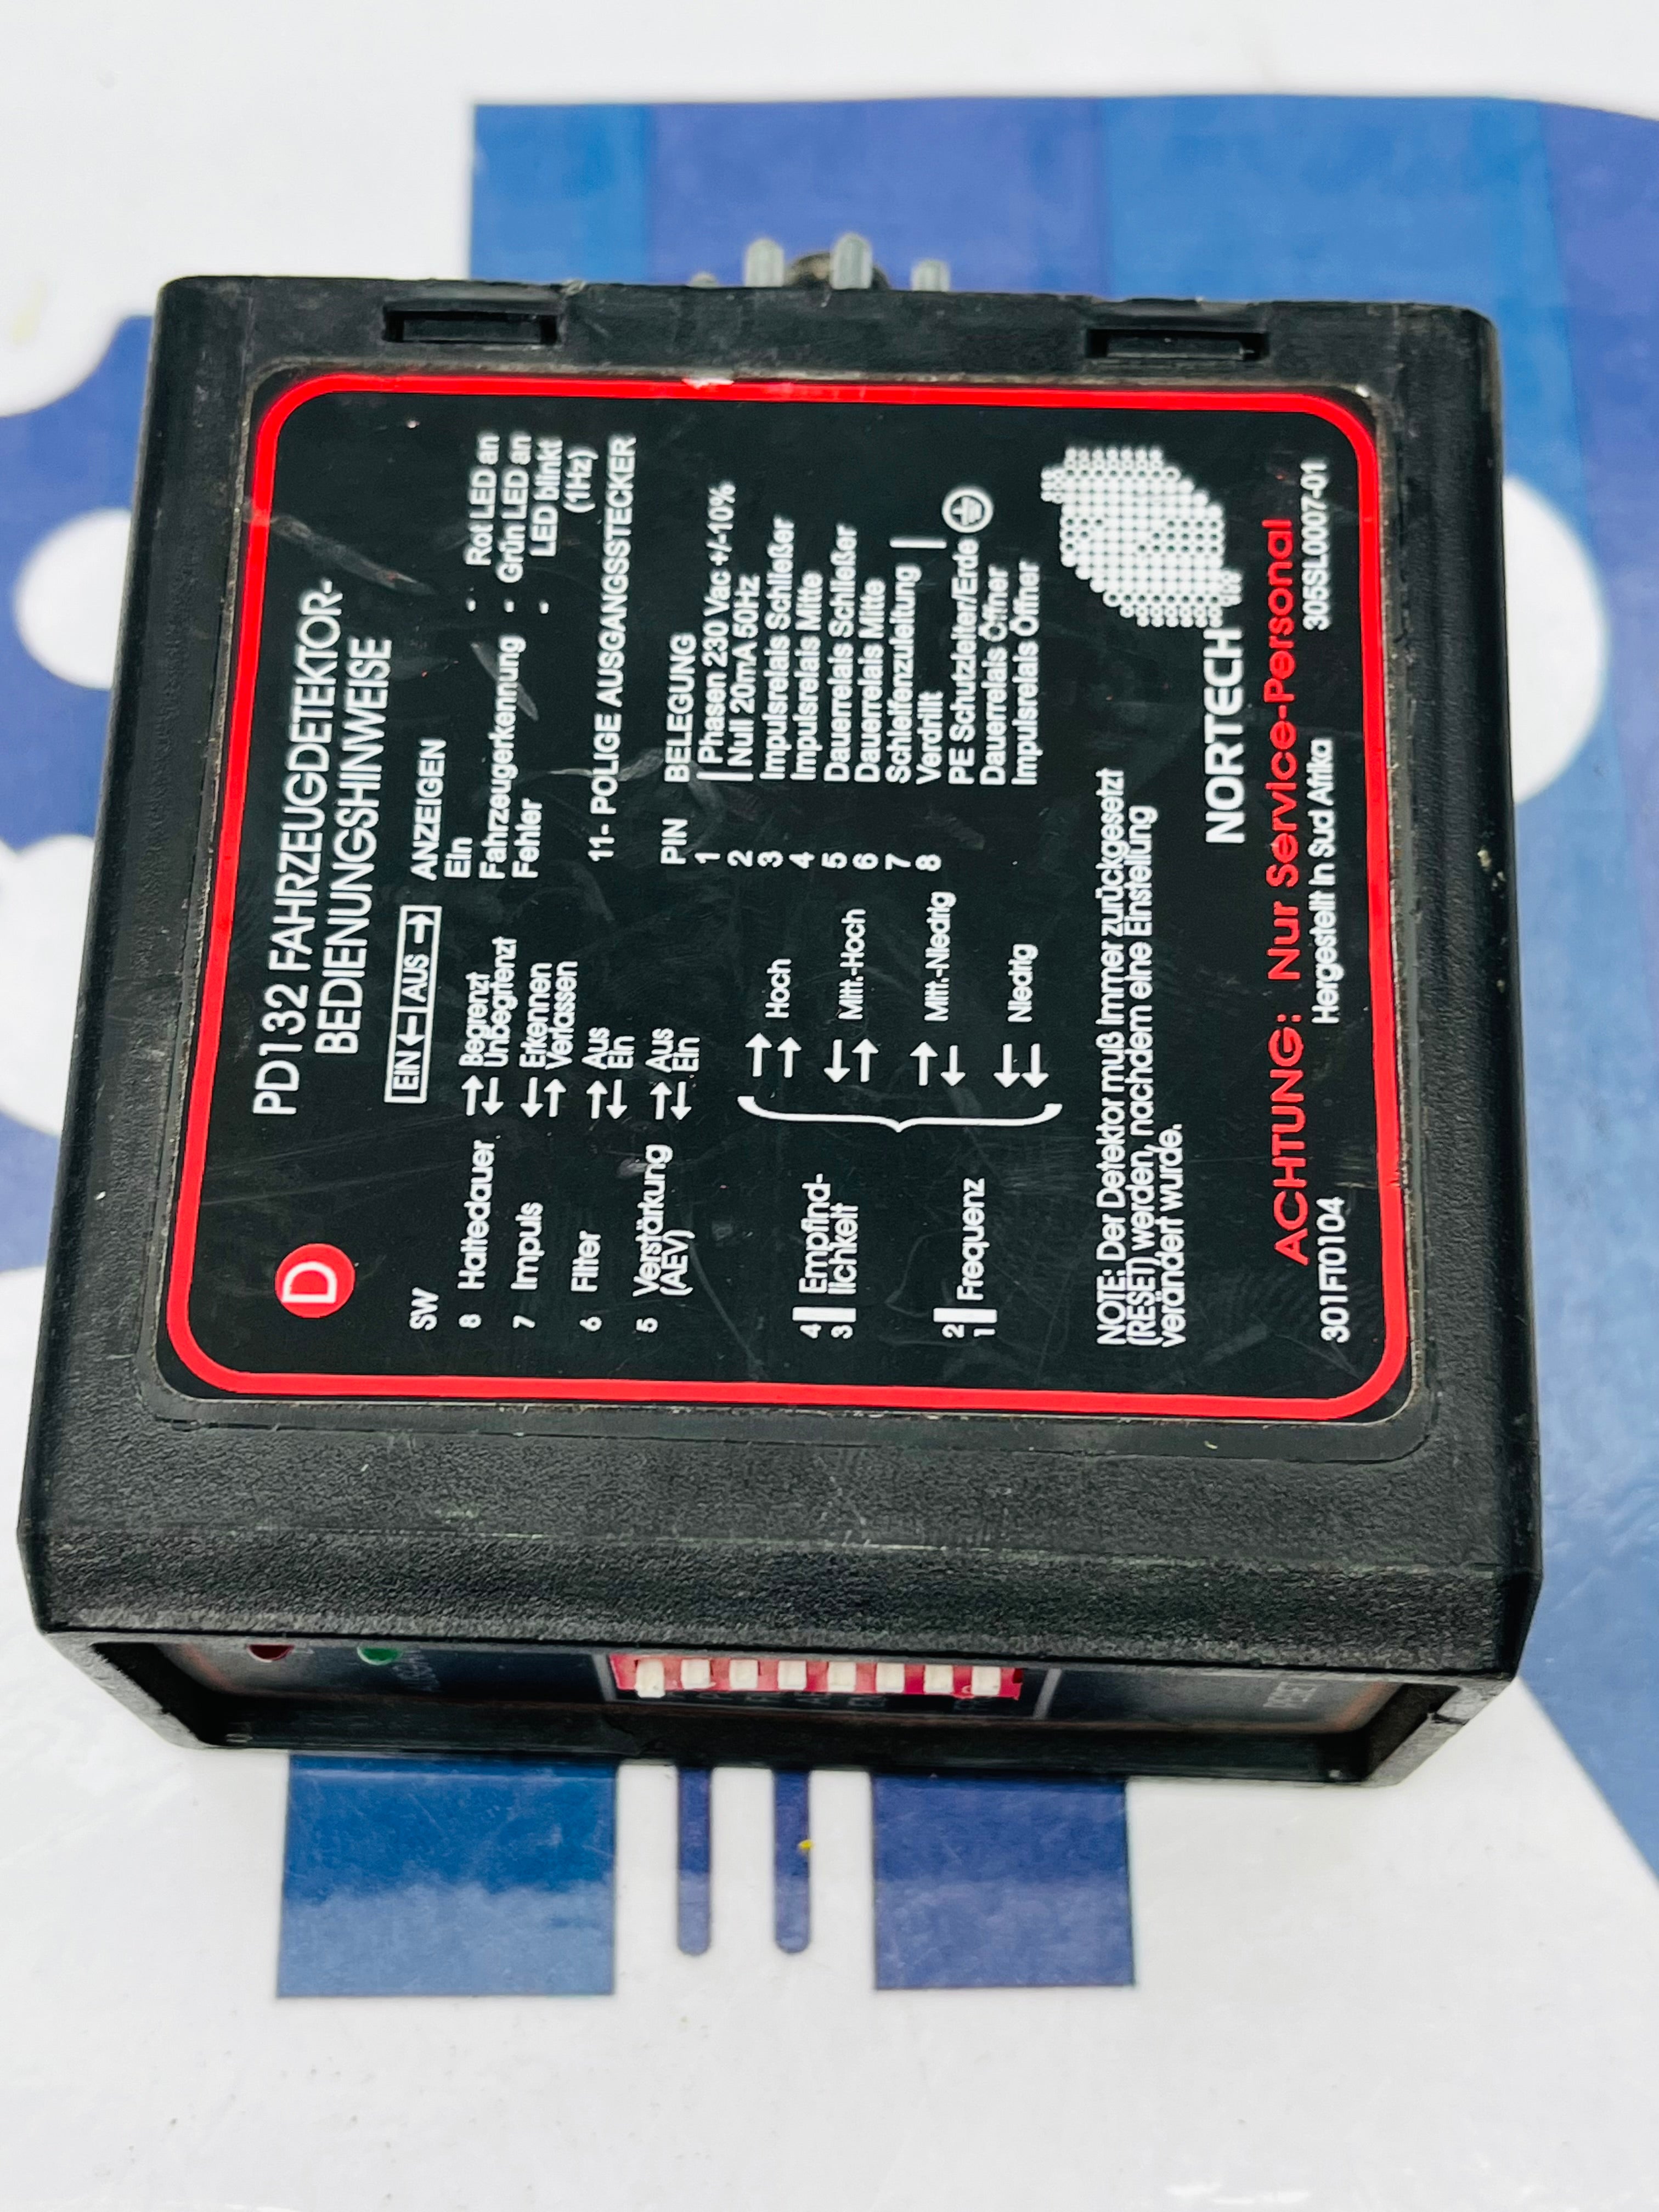 D
PD132 FAHRZEUGDETEKTOR-
BEDIENUNGSHINWEISE
SW
EIN ← AUS →
8 Haltedauer → Begrenzt
← Unbegrenzt
7 Impuls ← Erkennen
→ Verlassen
6 Filter → Aus
← Ein
5 Verstärkung → Aus
(AEV) ← Ein
4 Empfind-
3 lichkeit
2 Frequenz
1
→→ Hoch
←→ Mitt.-Hoch
→← Mitt.-Niedrig
←← Niedrig
ANZEIGEN
Ein - Rot LED an
Fahrzeugerkennung - Grün LED an
Fehler - LED blinkt
(1Hz)
11- POLIGE AUSGANGSSTECKER
PIN BELEGUNG
1 Phasen 230 Vac +/-10%
2 Null 20mA 50Hz
3 Impulsrelais Schließer
4 Impulsrelais Mitte
5 Dauerrelais Schließer
6 Dauerrelais Mitte
7 Schleifenzuleitung
8 Verdrillt
PE Schutzleiter/Erde
Dauerrelais Öffner
Impulsrelais Öffner
NOTE: Der Detektor muß immer zurückgesetzt
(RESET) werden, nachdem eine Einstellung
verändert wurde.
NORTECH
ACHTUNG: Nur Service-Personal
301FT0104 Hergestellt in Sud Afrika 305SL00077-01